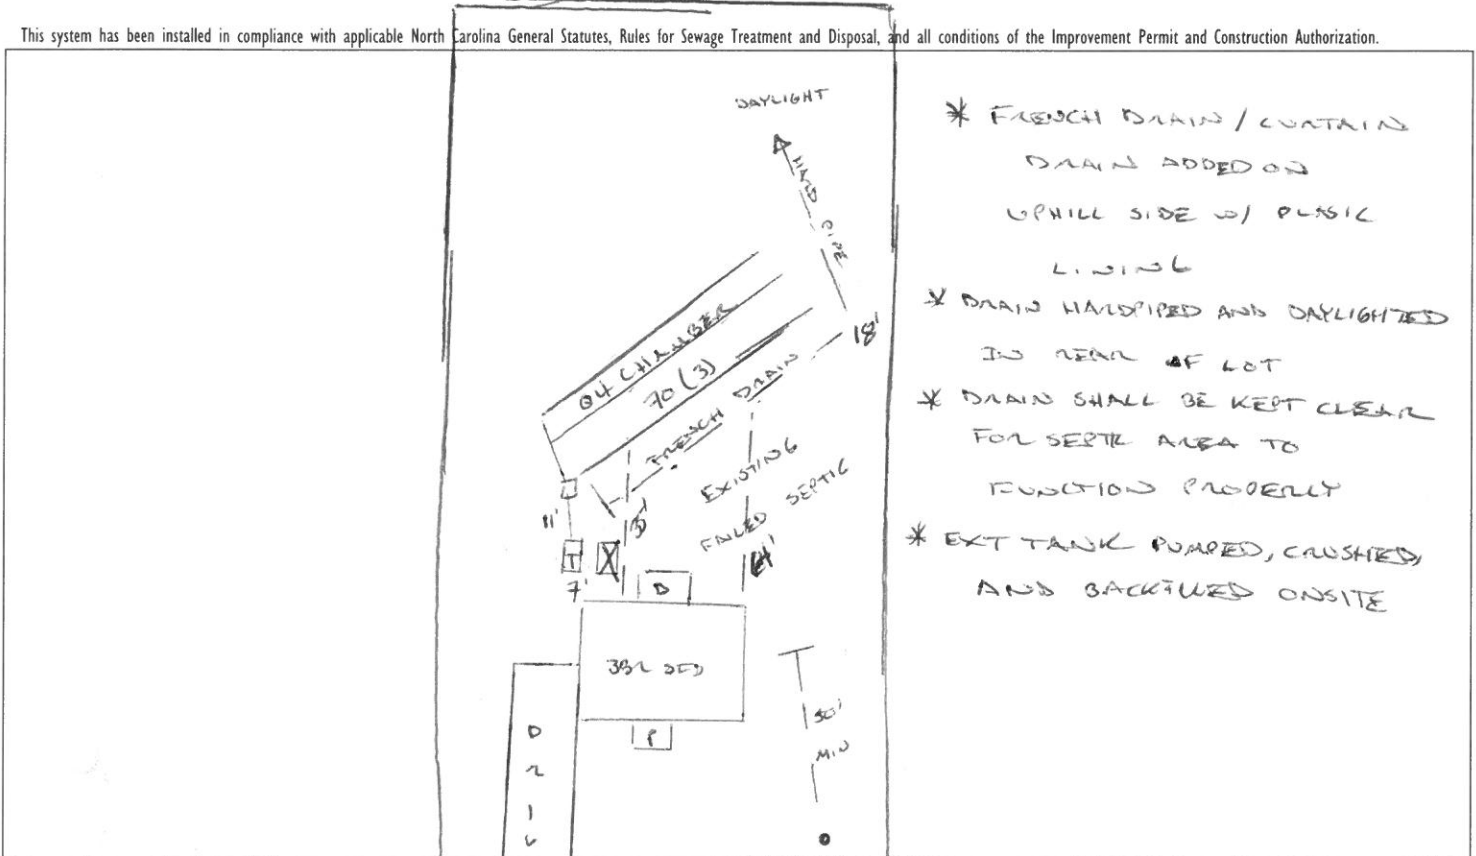 This system has been installed in compliance with applicable North Carolina General Statutes, Rules for Sewage Treatment and Disposal, and all conditions of the Improvement Permit and Construction Authorization.
DAYLIGHT
HARD PIPE
18'
Q4 CHAMBER
70 (3)
FRENCH DRAIN
EXISTING
FAILED SEPTIC
11'
T
X
7'
D
3BR SFD
P
DRIV
50'
MIN
* FRENCH DRAIN / CURTAIN
DRAIN ADDED ON
UPHILL SIDE W/ PLASIC
LINING
* DRAIN HARDPIPED AND DAYLIGHTED
IN REAR OF LOT
* DRAIN SHALL BE KEPT CLEAR
FOR SEPTIC AREA TO
FUNCTION PROPERLY
* EXT TANK PUMPED, CRUSHED,
AND BACKFILLED ONSITE